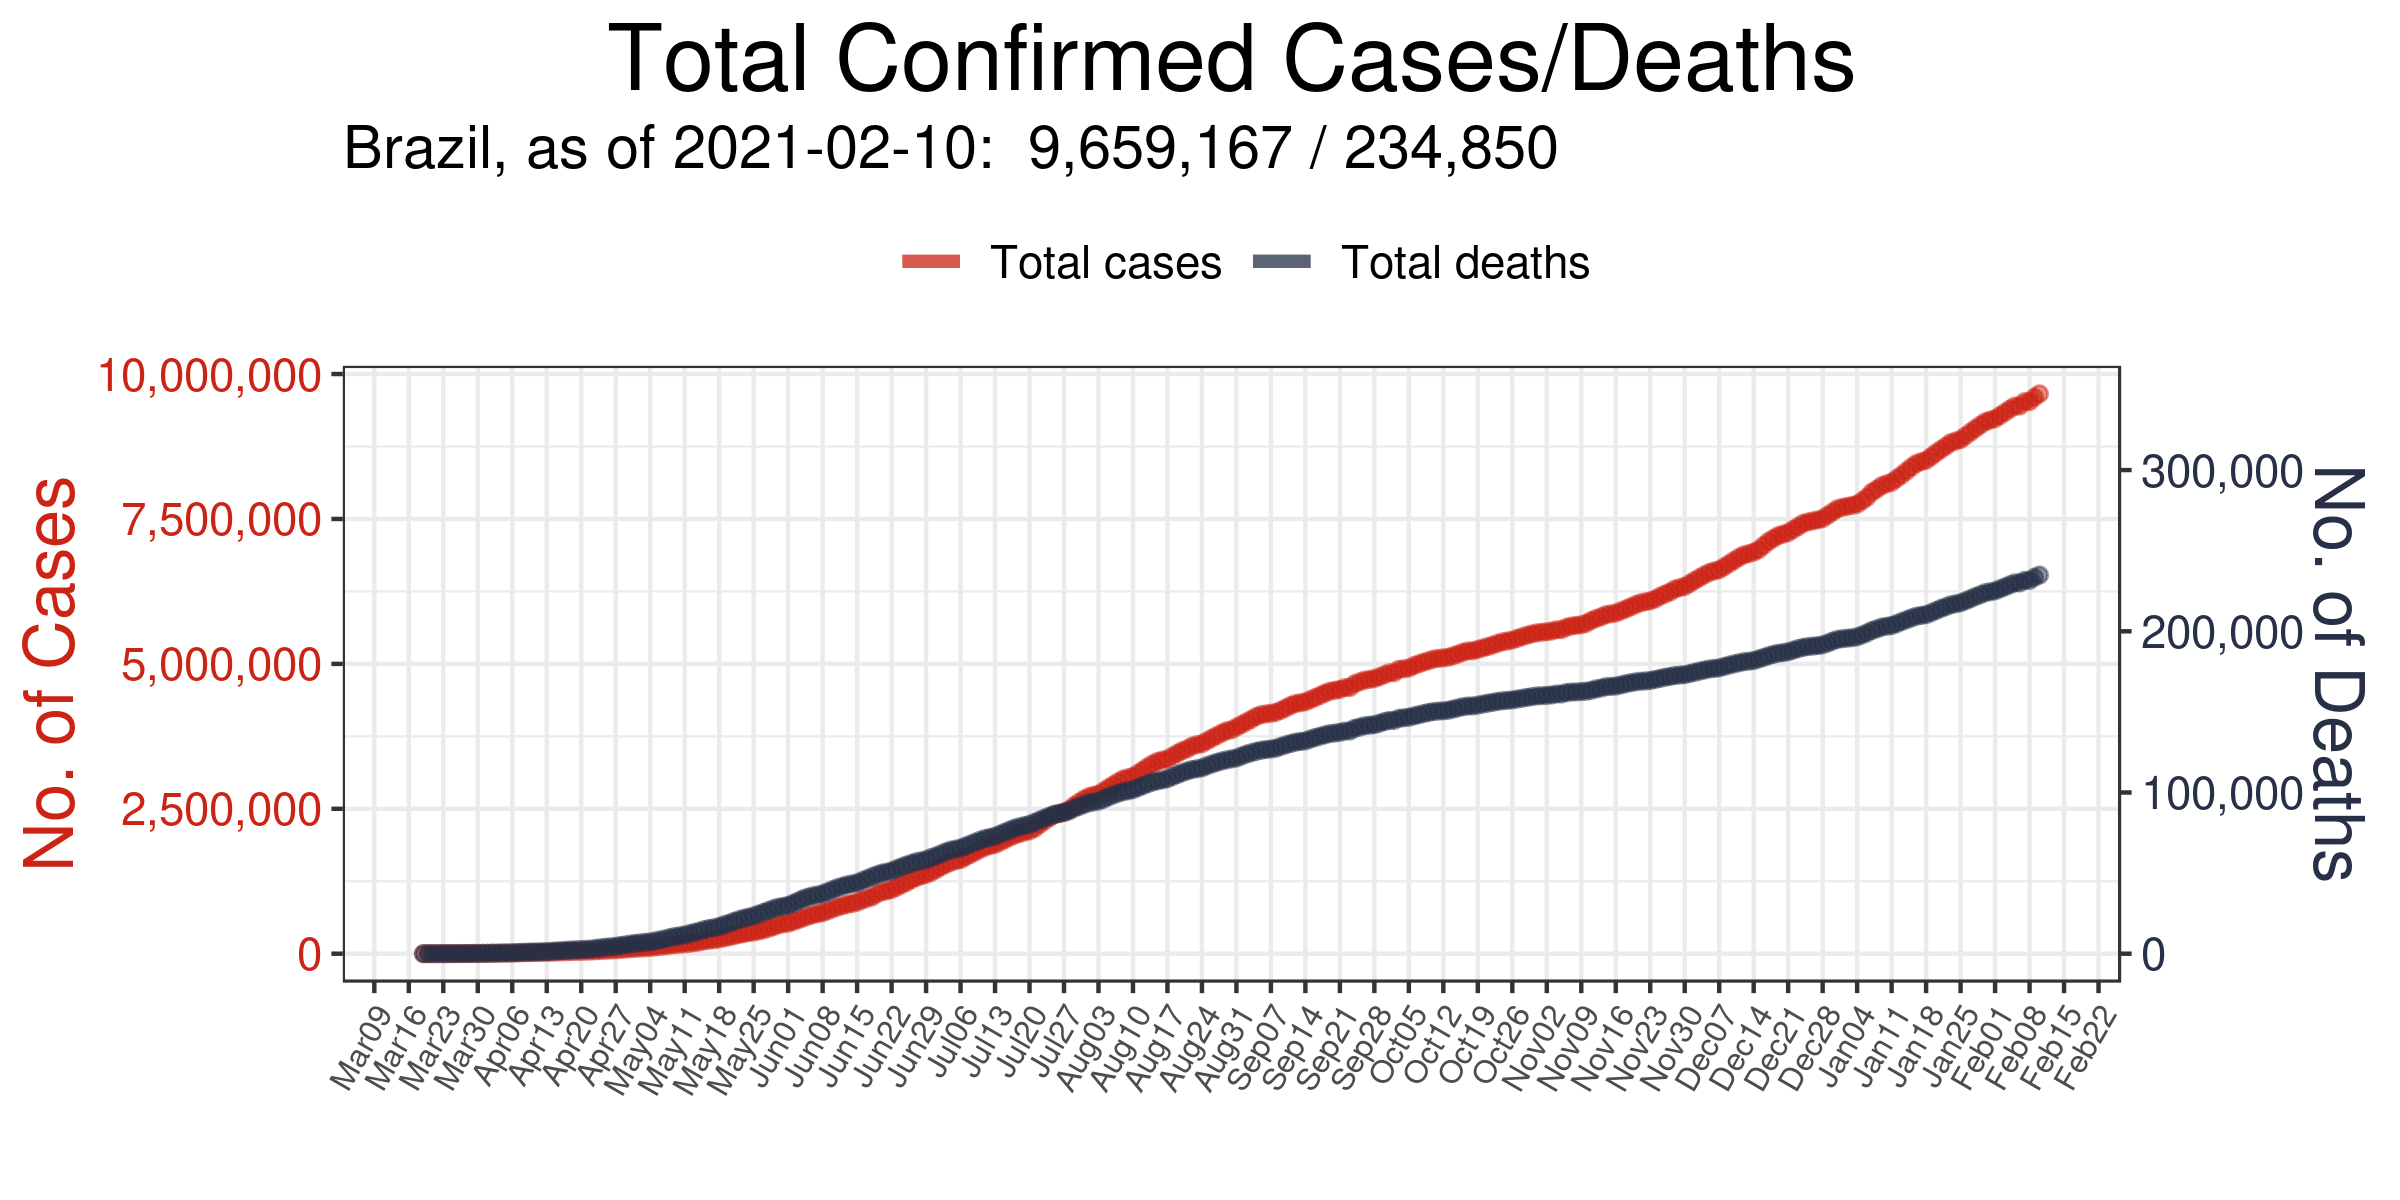 Total Confirmed Cases/Deaths
Brazil, as of 2021-02-10: 9,659,167 / 234,850
Total cases
Total deaths
No. of Cases
10,000,000
7,500,000
5,000,000
2,500,000
0
300,000
200,000
100,000
0
No. of Deaths
Mar09
Mar16
Mar23
Mar30
Apr06
Apr13
Apr20
Apr27
May04
May11
May18
May25
Jun01
Jun08
Jun15
Jun22
Jun29
Jul06
Jul13
Jul20
Jul27
Aug03
Aug10
Aug17
Aug24
Aug31
Sep07
Sep14
Sep21
Sep28
Oct05
Oct12
Oct19
Oct26
Nov02
Nov09
Nov16
Nov23
Nov30
Dec07
Dec14
Dec21
Dec28
Jan04
Jan11
Jan18
Jan25
Feb01
Feb08
Feb15
Feb22